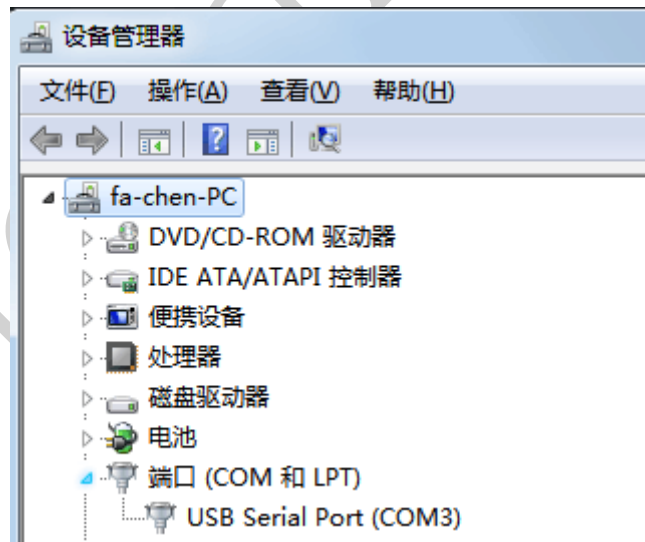 设备管理器
文件(F) 操作(A) 查看(V) 帮助(H)
fa-chen-PC
DVD/CD-ROM 驱动器
IDE ATA/ATAPI 控制器
便携设备
处理器
磁盘驱动器
电池
端口 (COM 和 LPT)
USB Serial Port (COM3)